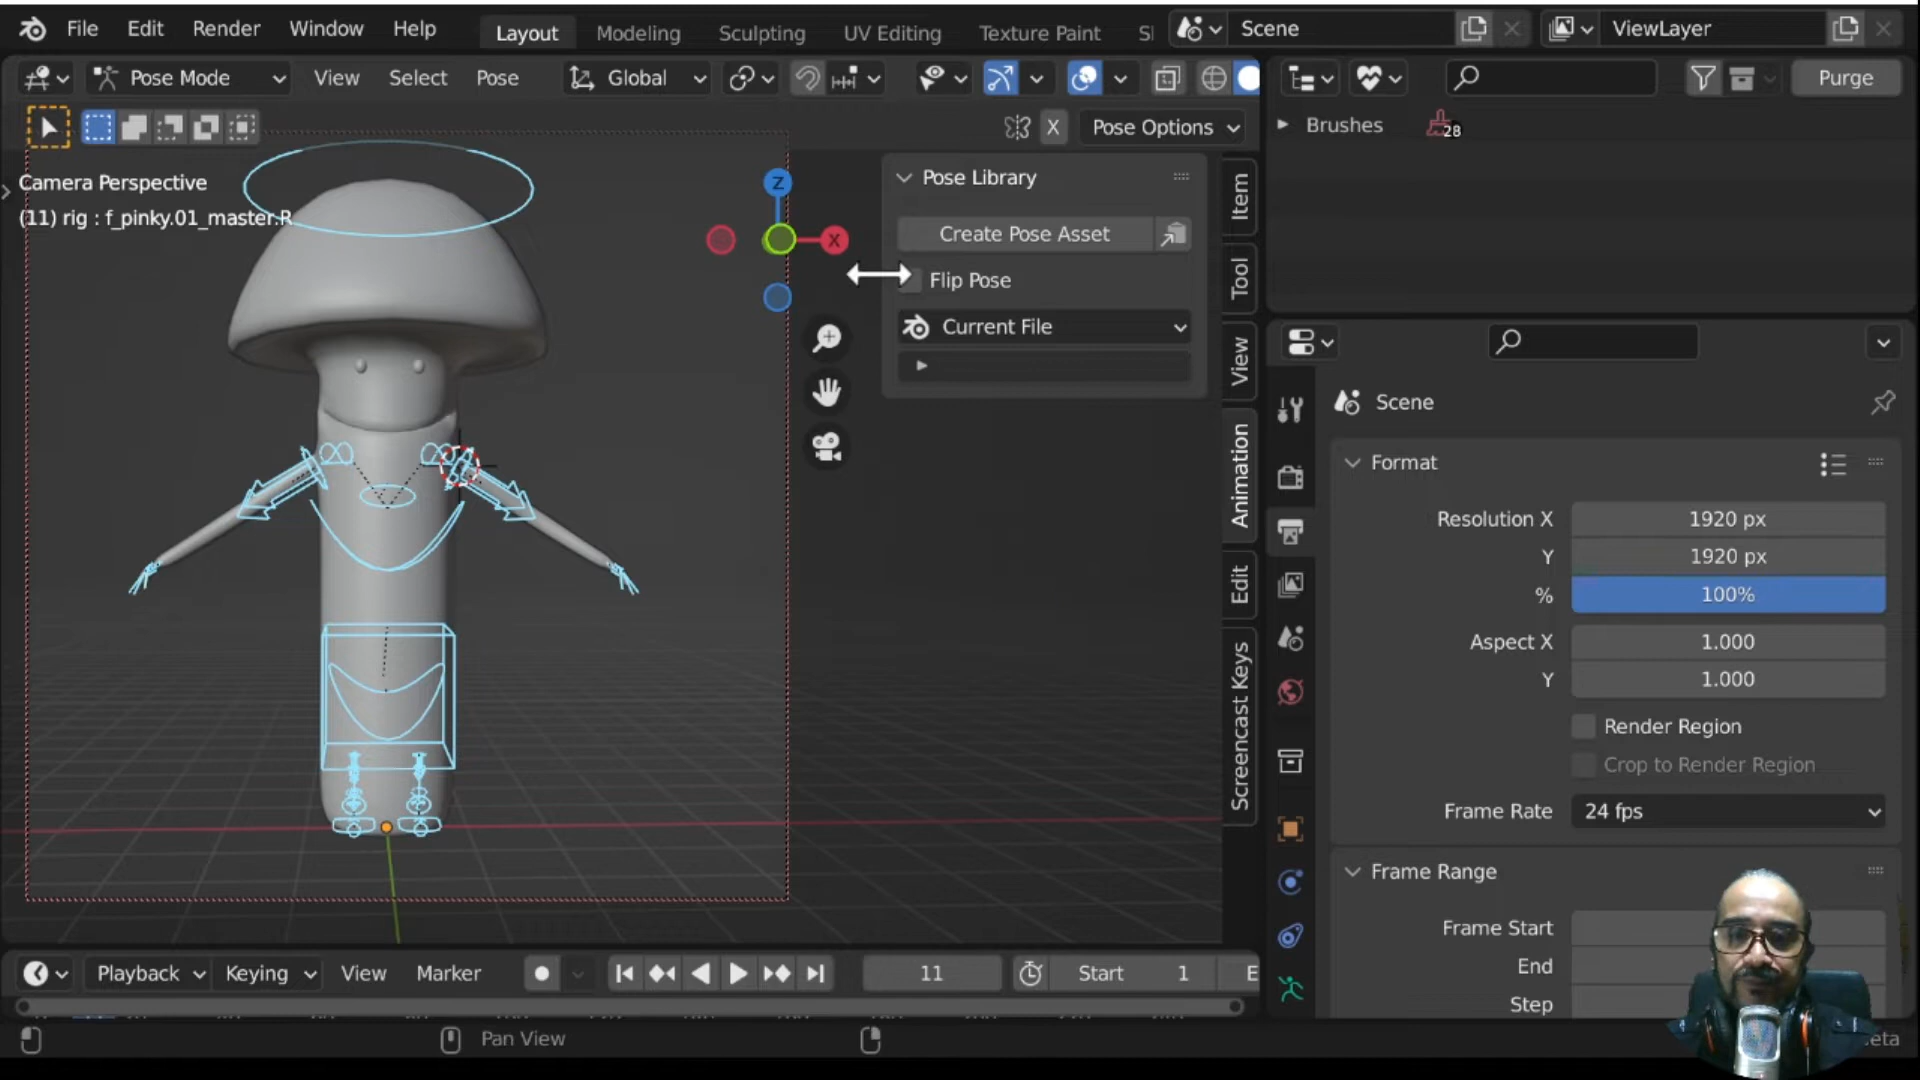 File Edit Render Window Help Layout Modeling Sculpting UV Editing Texture Paint Sl Scene ViewLayer
Pose Mode View Select Pose Global Purge
X Pose Options Brushes 28
Camera Perspective
(11) rig : f_pinky.01_master.R
Z
X
Pose Library
Create Pose Asset
Flip Pose
Current File
Item
Tool
View
Animation
Edit
Screencast Keys
Scene
Format
Resolution X 1920 px
Y 1920 px
% 100%
Aspect X 1.000
Y 1.000
Render Region
Crop to Render Region
Frame Rate 24 fps
Frame Range
Frame Start
End
Step
Playback Keying View Marker 11 Start 1 E
Pan View
eta